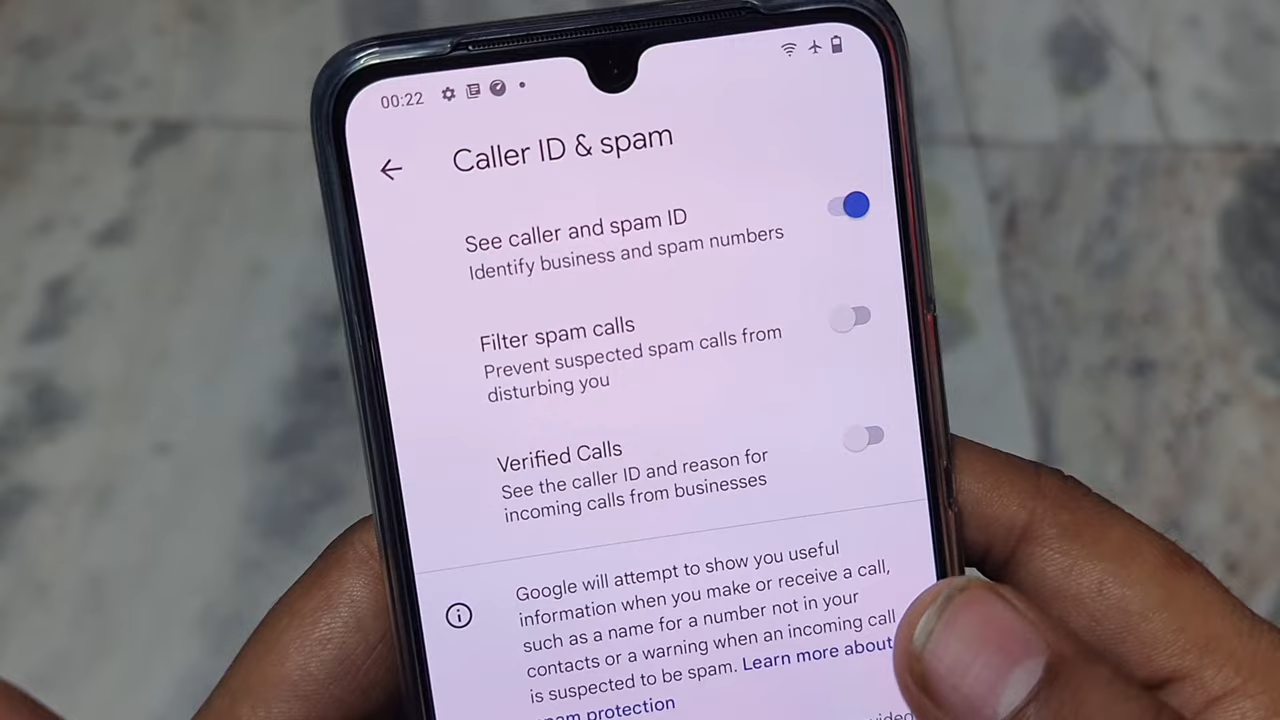 00:22
Caller ID & spam
See caller and spam ID
Identify business and spam numbers
Filter spam calls
Prevent suspected spam calls from
disturbing you
Verified Calls
See the caller ID and reason for
incoming calls from businesses
Google will attempt to show you useful
information when you make or receive a call,
such as a name for a number not in your
contacts or a warning when an incoming call
is suspected to be spam. Learn more about
protection